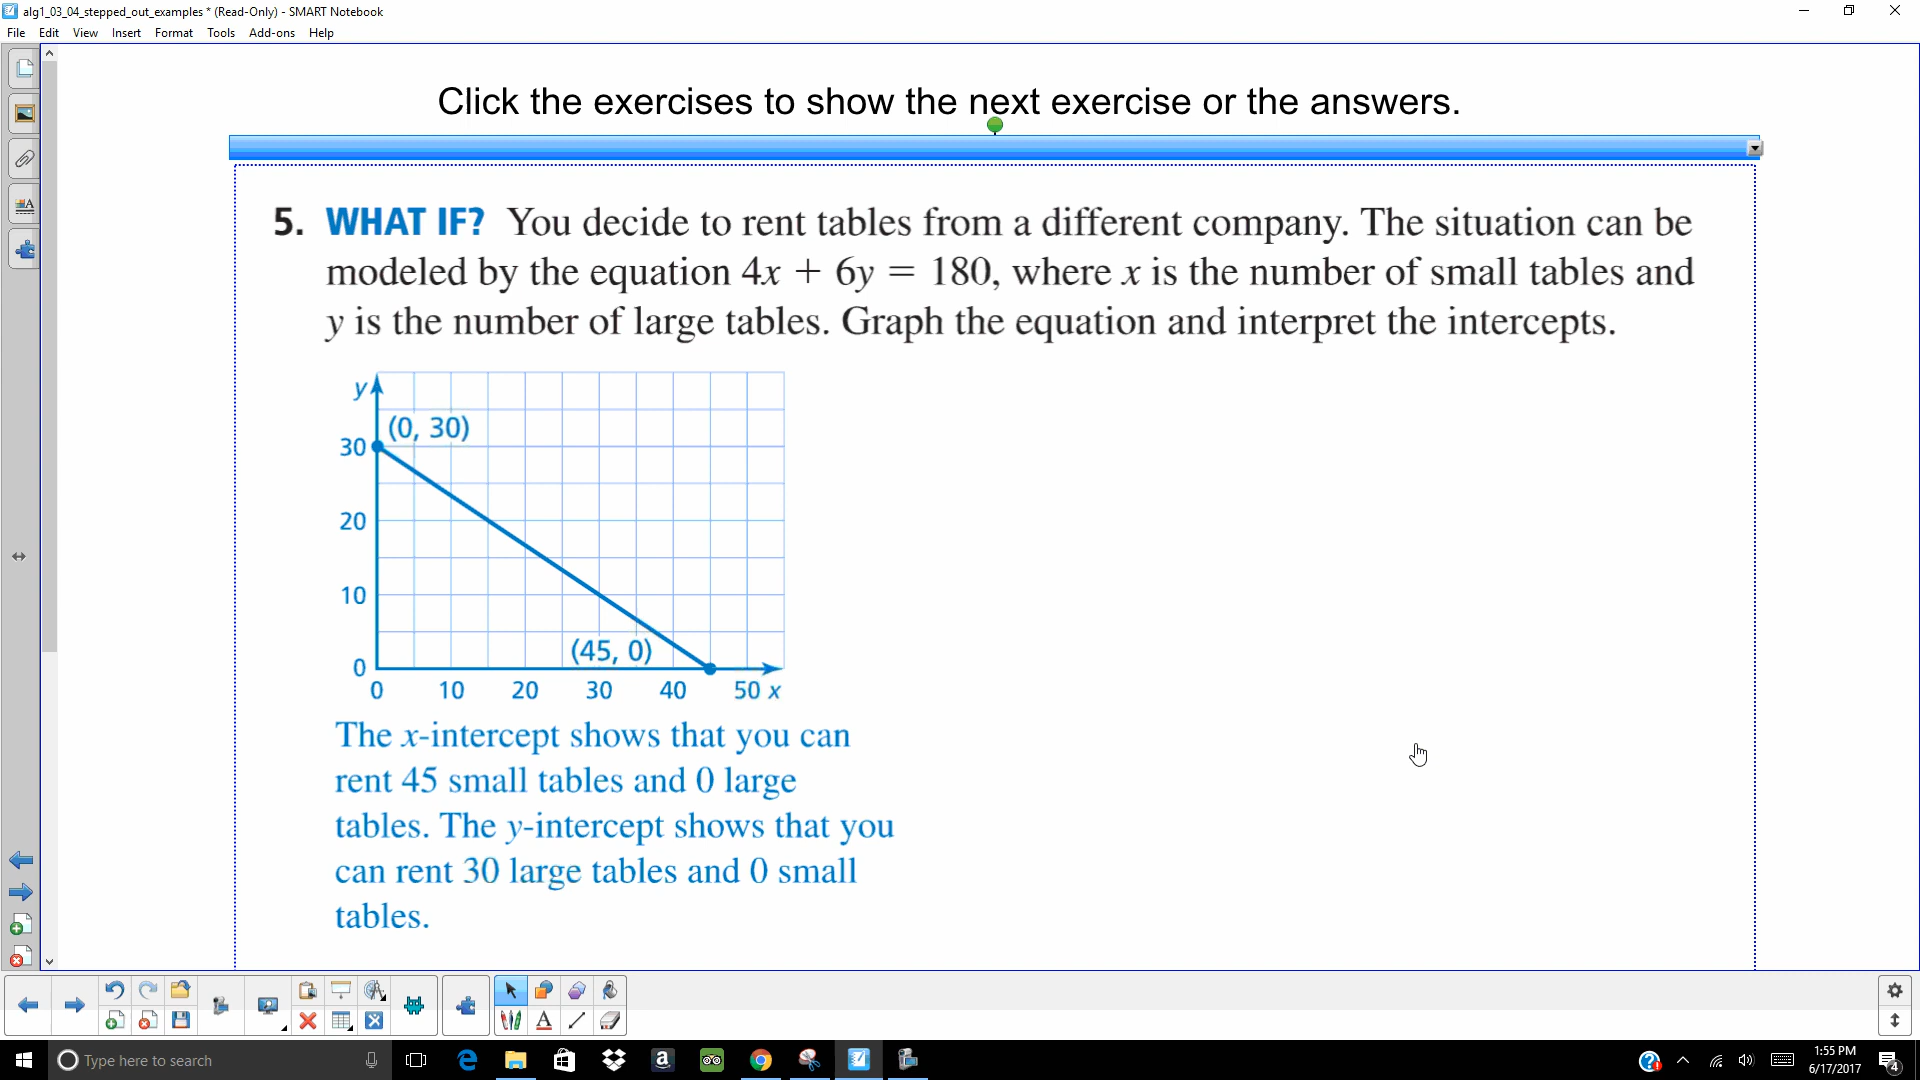 alg1_03_04_stepped_out_examples * (Read-Only) - SMART Notebook
File Edit View Insert Format Tools Add-ons Help
Click the exercises to show the next exercise or the answers.
5. WHAT IF? You decide to rent tables from a different company. The situation can be
modeled by the equation 4x + 6y = 180, where x is the number of small tables and
y is the number of large tables. Graph the equation and interpret the intercepts.
y
(0, 30)
30
20
10
(45, 0)
0
0 10 20 30 40 50 x
The x-intercept shows that you can
rent 45 small tables and 0 large
tables. The y-intercept shows that you
can rent 30 large tables and 0 small
tables.
Type here to search
1:55 PM
6/17/2017
4